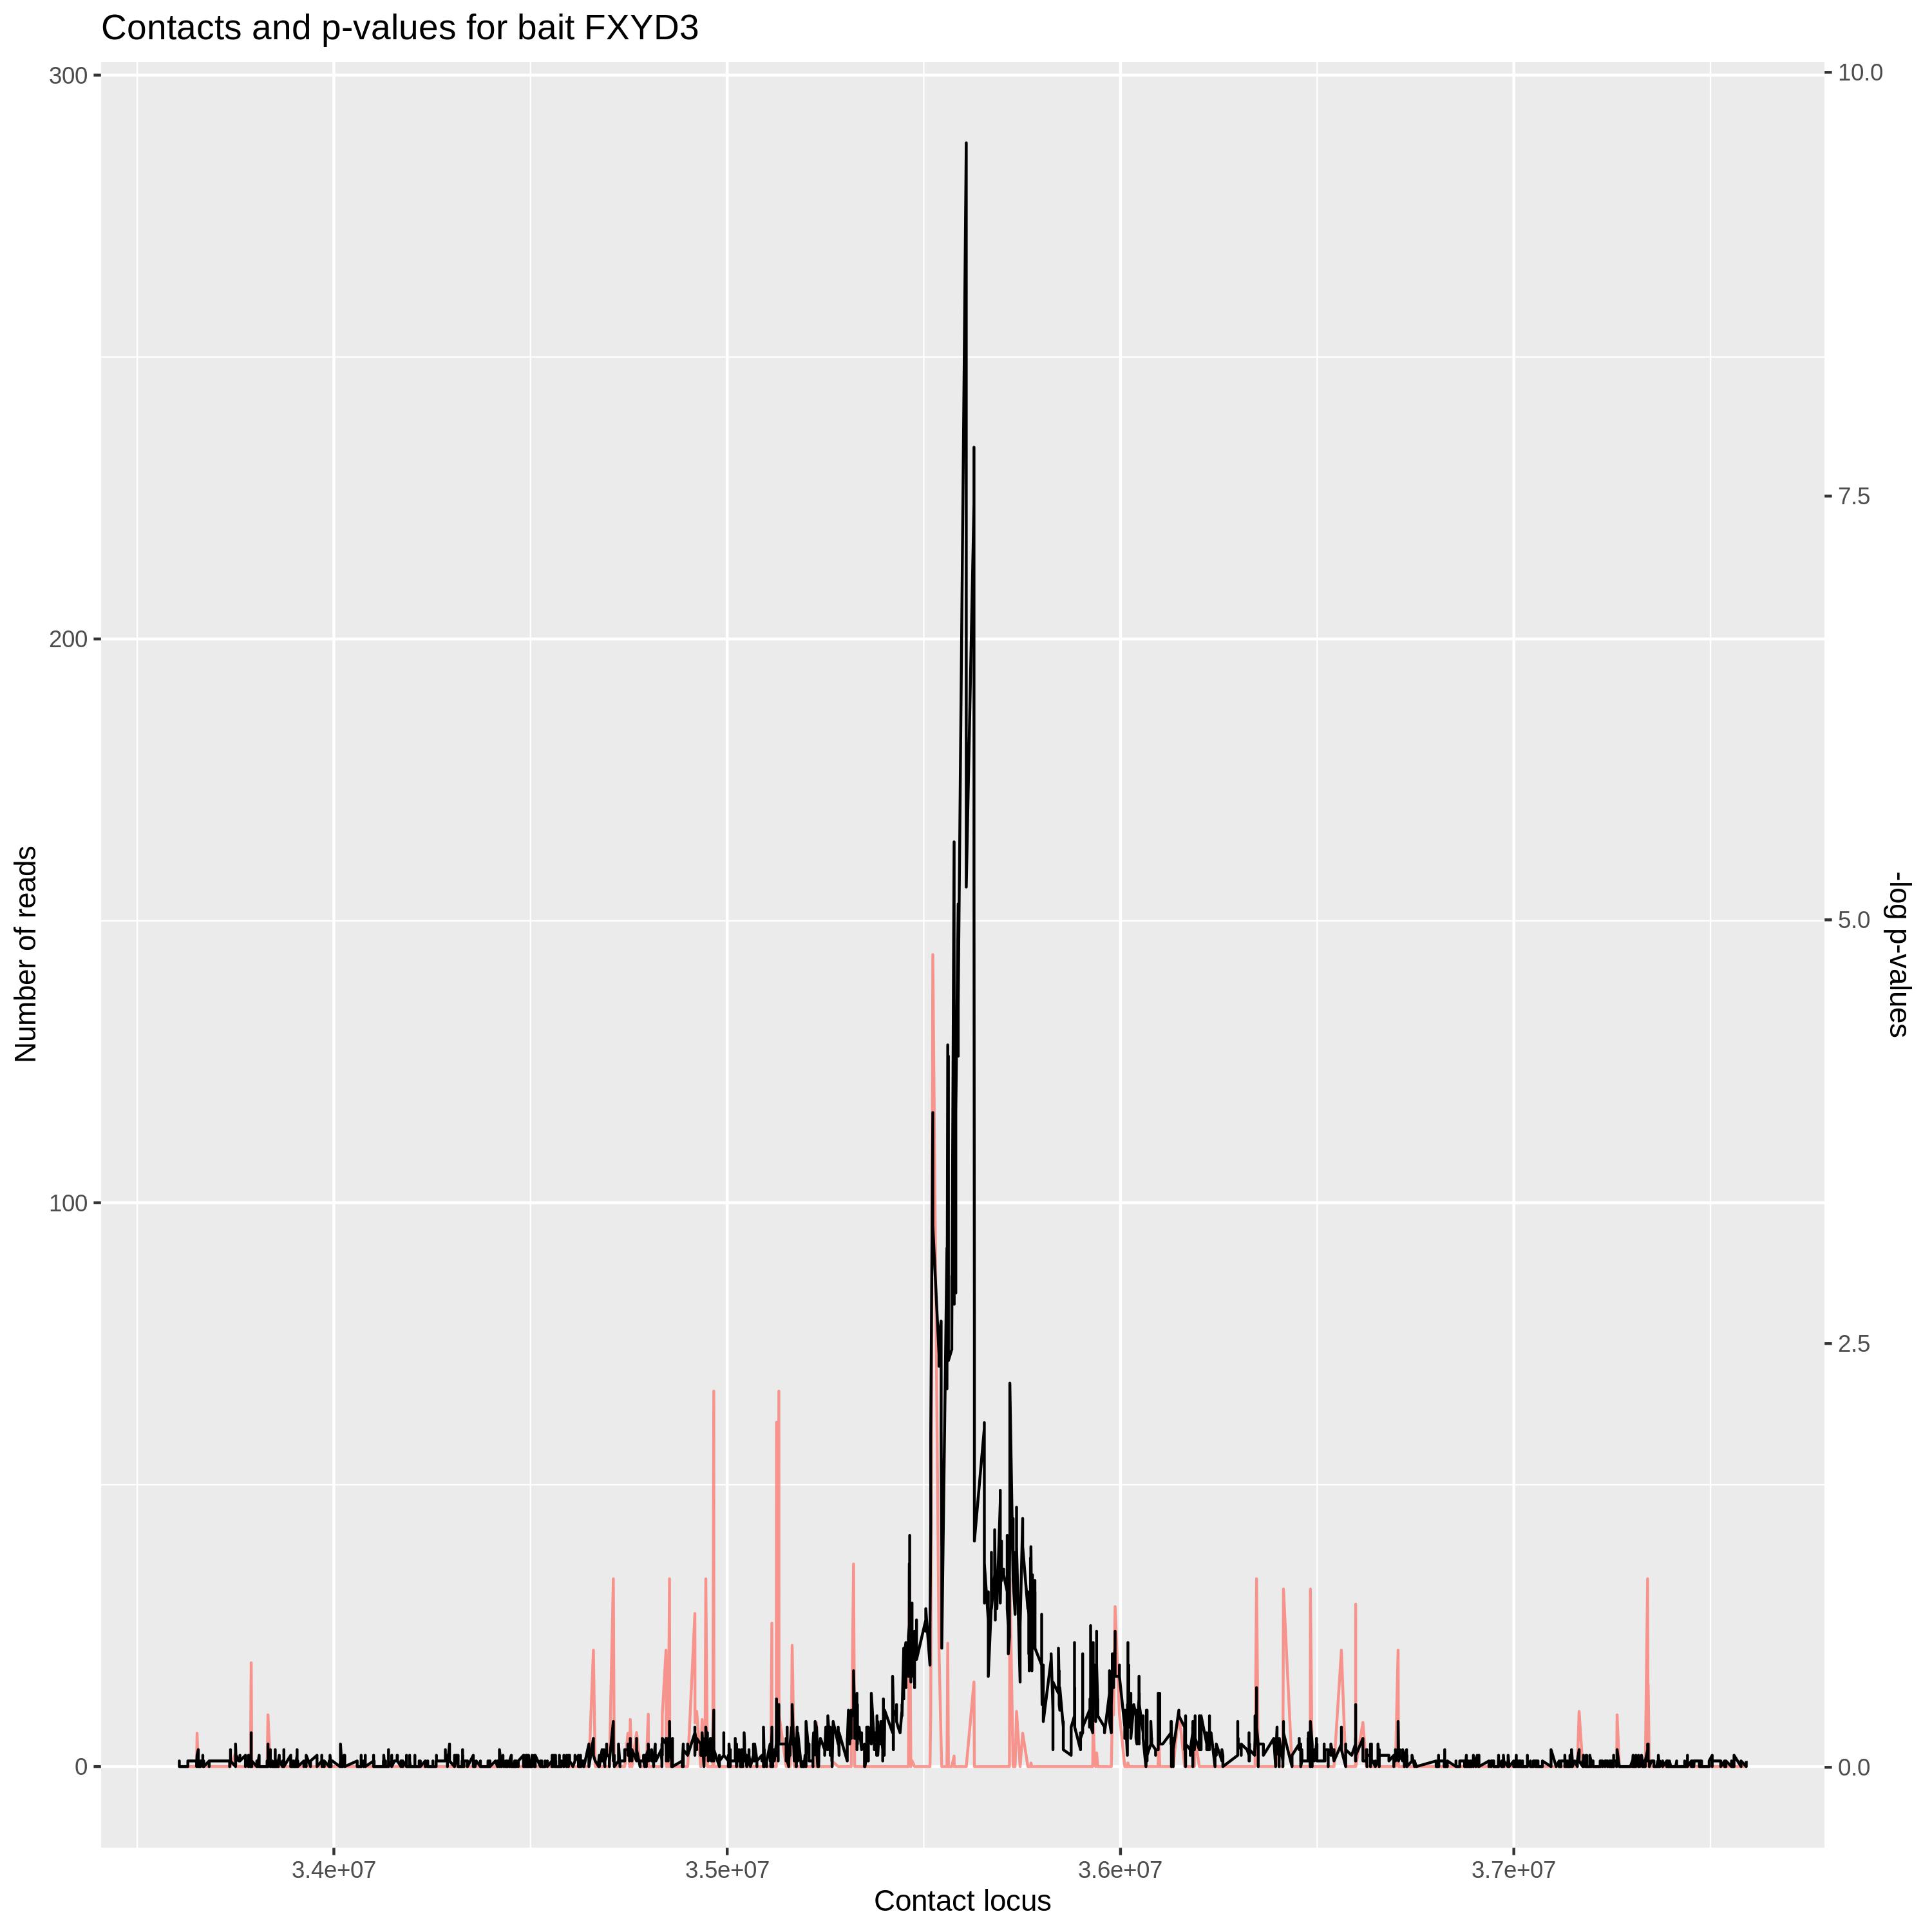 Contacts and p-values for bait FXYD3
300
200
100
0
Number of reads
10.0
7.5
5.0
2.5
0.0
-log p-values
3.4e+07
3.5e+07
3.6e+07
3.7e+07
Contact locus